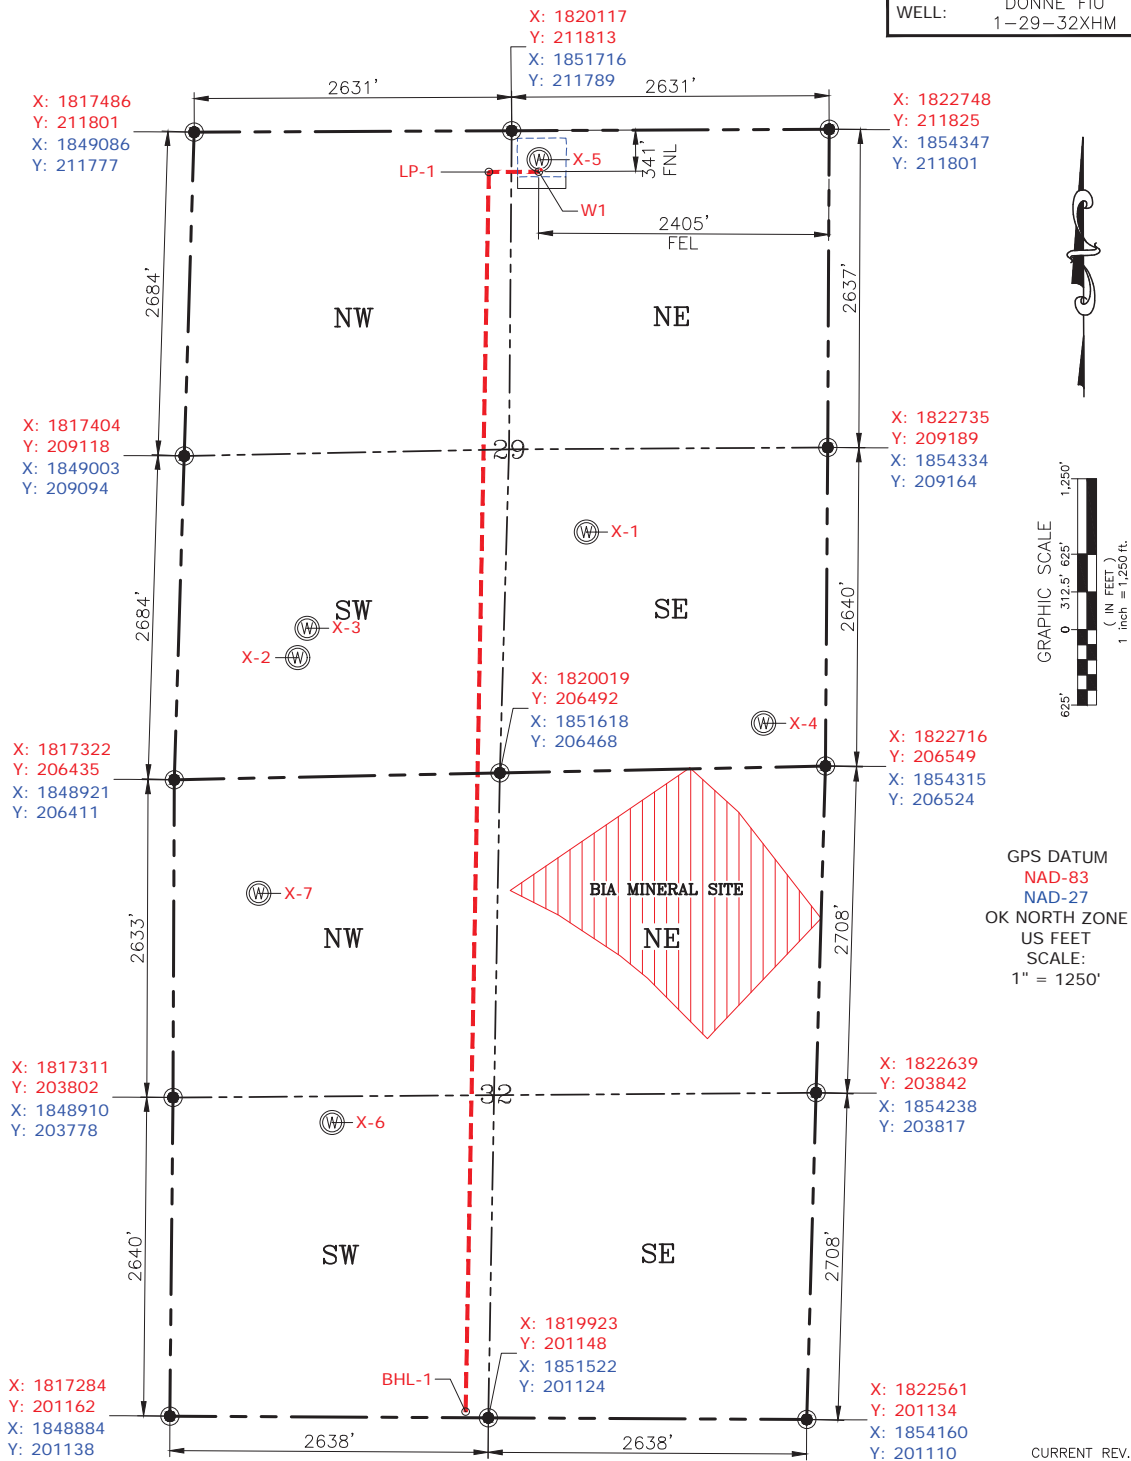 WELL:
DONNE FIU
1-29-32XHM
X: 1820117
Y: 211813
X: 1851716
Y: 211789
2631'
2631'
X: 1817486
Y: 211801
X: 1849086
Y: 211777
X: 1822748
Y: 211825
X: 1854347
Y: 211801
LP-1
X-5
341'
FNL
W1
2405'
FEL
2684'
2637'
NW
NE
X: 1817404
Y: 209118
X: 1849003
Y: 209094
29
X: 1822735
Y: 209189
X: 1854334
Y: 209164
X-1
2684'
2640'
SW
SE
X-3
X-2
X: 1820019
Y: 206492
X: 1851618
Y: 206468
X-4
X: 1817322
Y: 206435
X: 1848921
Y: 206411
X: 1822716
Y: 206549
X: 1854315
Y: 206524
GRAPHIC SCALE
625' 0 312.5' 625' 1,250'
( IN FEET )
1 inch = 1,250 ft.
BIA MINERAL SITE
X-7
NW
NE
2633'
2708'
GPS DATUM
NAD-83
NAD-27
OK NORTH ZONE
US FEET
SCALE:
1" = 1250'
X: 1817311
Y: 203802
X: 1848910
Y: 203778
32
X: 1822639
Y: 203842
X: 1854238
Y: 203817
X-6
2640'
2708'
SW
SE
X: 1819923
Y: 201148
X: 1851522
Y: 201124
BHL-1
X: 1817284
Y: 201162
X: 1848884
Y: 201138
X: 1822561
Y: 201134
X: 1854160
Y: 201110
2638'
2638'
CURRENT REV.
W
W
W
W
W
W
W